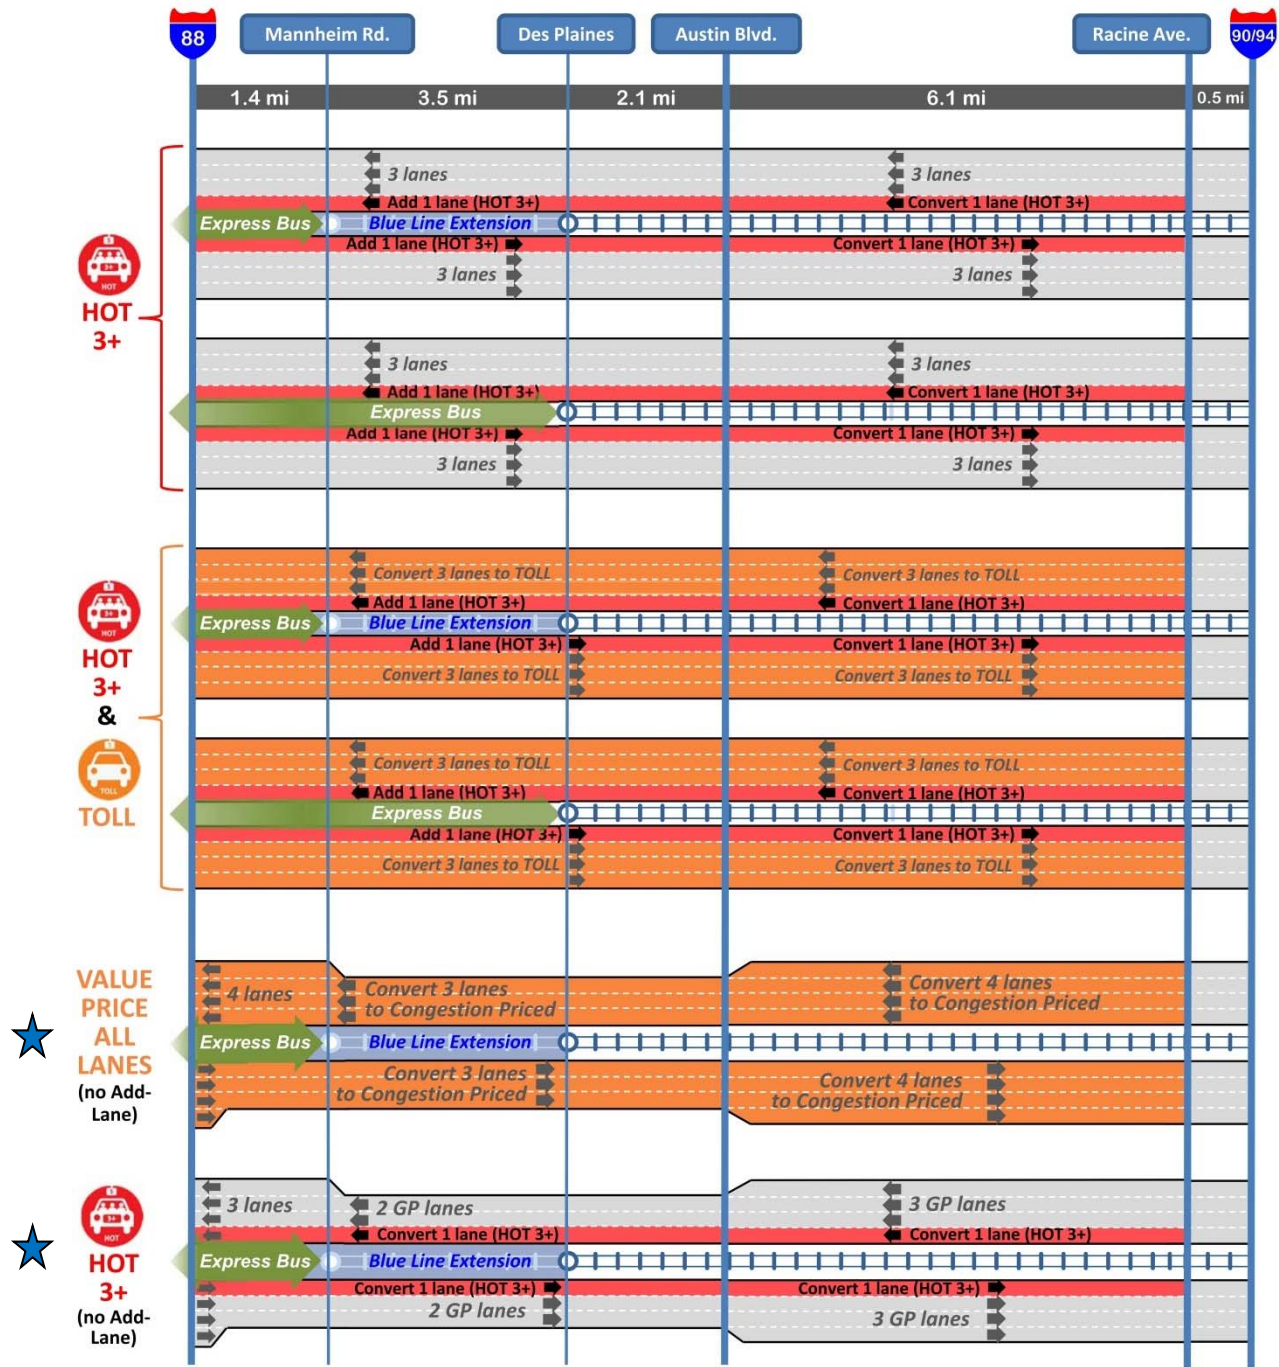 88
Mannheim Rd.
Des Plaines
Austin Blvd.
Racine Ave.
90/94
1.4 mi
3.5 mi
2.1 mi
6.1 mi
0.5 mi
3 lanes
3 lanes
Add 1 lane (HOT 3+)
Convert 1 lane (HOT 3+)
Express Bus
Blue Line Extension
Add 1 lane (HOT 3+)
Convert 1 lane (HOT 3+)
3 lanes
3 lanes
3+
HOT
HOT
3+
3 lanes
3 lanes
Add 1 lane (HOT 3+)
Convert 1 lane (HOT 3+)
Express Bus
Add 1 lane (HOT 3+)
Convert 1 lane (HOT 3+)
3 lanes
3 lanes
Convert 3 lanes to TOLL
Convert 3 lanes to TOLL
Add 1 lane (HOT 3+)
Convert 1 lane (HOT 3+)
Express Bus
Blue Line Extension
Add 1 lane (HOT 3+)
Convert 1 lane (HOT 3+)
Convert 3 lanes to TOLL
Convert 3 lanes to TOLL
3+
HOT
HOT
3+
&
TOLL
TOLL
Convert 3 lanes to TOLL
Convert 3 lanes to TOLL
Add 1 lane (HOT 3+)
Convert 1 lane (HOT 3+)
Express Bus
Add 1 lane (HOT 3+)
Convert 1 lane (HOT 3+)
Convert 3 lanes to TOLL
Convert 3 lanes to TOLL
VALUE
PRICE
ALL
LANES
(no Add-
Lane)
4 lanes
Convert 3 lanes
to Congestion Priced
Convert 4 lanes
to Congestion Priced
Express Bus
Blue Line Extension
Convert 3 lanes
to Congestion Priced
Convert 4 lanes
to Congestion Priced
3+
HOT
HOT
3+
(no Add-
Lane)
3 lanes
2 GP lanes
3 GP lanes
Convert 1 lane (HOT 3+)
Convert 1 lane (HOT 3+)
Express Bus
Blue Line Extension
Convert 1 lane (HOT 3+)
Convert 1 lane (HOT 3+)
2 GP lanes
3 GP lanes